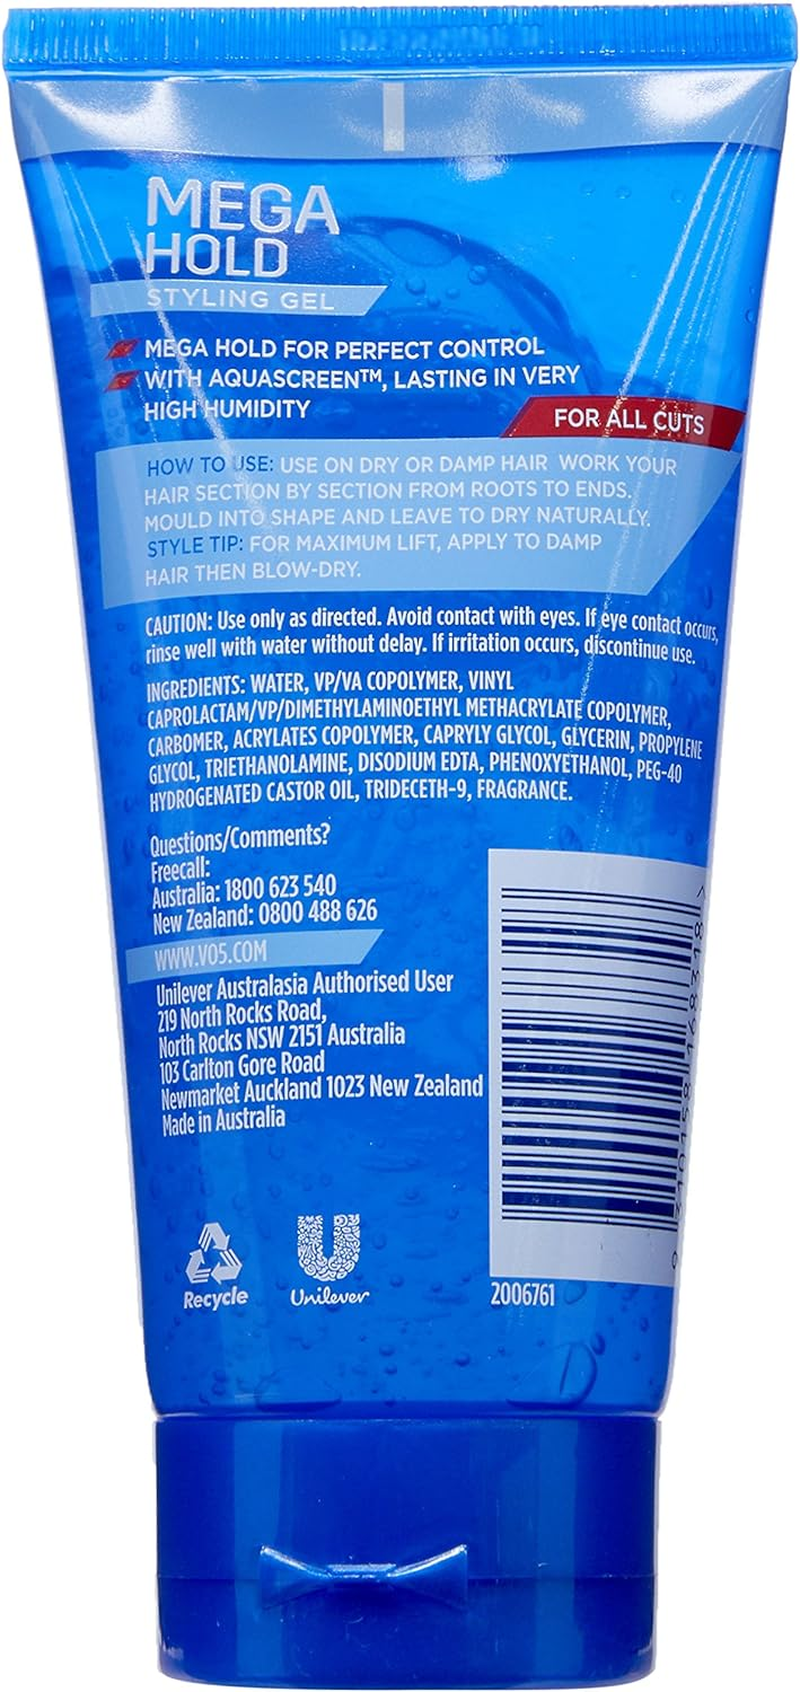 MEGA
HOLD
STYLING GEL
MEGA HOLD FOR PERFECT CONTROL
WITH AQUASCREEN™, LASTING IN VERY
HIGH HUMIDITY
FOR ALL CUTS
HOW TO USE: USE ON DRY OR DAMP HAIR WORK YOUR
HAIR SECTION BY SECTION FROM ROOTS TO ENDS.
MOULD INTO SHAPE AND LEAVE TO DRY NATURALLY.
STYLE TIP: FOR MAXIMUM LIFT, APPLY TO DAMP
HAIR THEN BLOW-DRY.
CAUTION: Use only as directed. Avoid contact with eyes. If eye contact occurs,
rinse well with water without delay. If irritation occurs, discontinue use.
INGREDIENTS: WATER, VP/VA COPOLYMER, VINYL
CAPROLACTAM/VP/DIMETHYLAMINOETHYL METHACRYLATE COPOLYMER,
CARBOMER, ACRYLATES COPOLYMER, CAPRYLY GLYCOL, GLYCERIN, PROPYLENE
GLYCOL, TRIETHANOLAMINE, DISODIUM EDTA, PHENOXYETHANOL, PEG-40
HYDROGENATED CASTOR OIL, TRIDECETH-9, FRAGRANCE.
Questions/Comments?
Freecall:
Australia: 1800 623 540
New Zealand: 0800 488 626
WWW.VO5.COM
Unilever Australasia Authorised User
219 North Rocks Road,
North Rocks NSW 2151 Australia
103 Carlton Gore Road
Newmarket Auckland 1023 New Zealand
Made in Australia
Recycle
Unilever
2006761